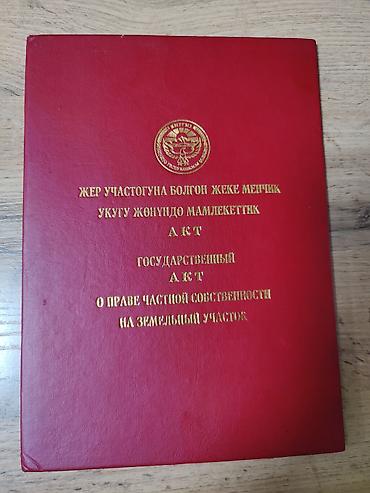 ЖЕР УЧАСТОГУНА БОЛГОН ЖЕКЕ МЕНЧИК
УКУГУ ЖӨНҮНДӨ МАМЛЕКЕТТИК
АКТ
ГОСУДАРСТВЕННЫЙ
АКТ
О ПРАВЕ ЧАСТНОЙ СОБСТВЕННОСТИ
НА ЗЕМЕЛЬНЫЙ УЧАСТОК